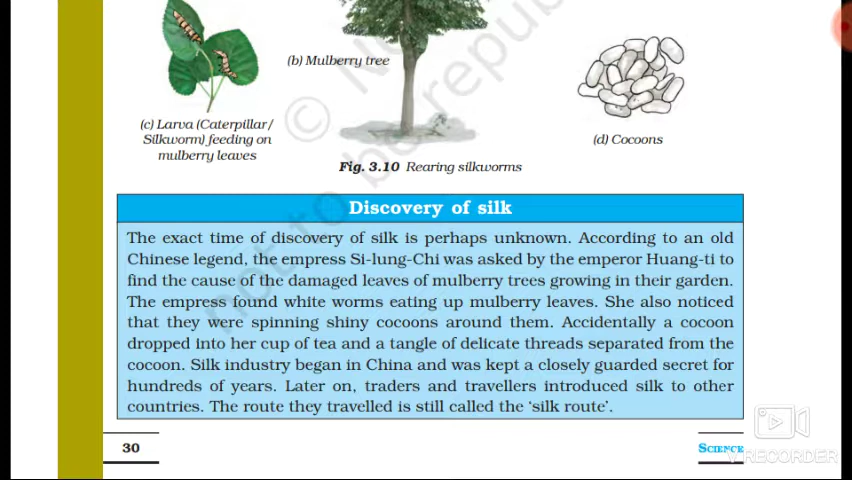 (b) Mulberry tree
(c) Larva (Caterpillar/
Silkworm) feeding on
mulberry leaves
(d) Cocoons
Fig. 3.10 Rearing silkworms
© N
not to be republ
Discovery of silk
The exact time of discovery of silk is perhaps unknown. According to an old
Chinese legend, the empress Si-lung-Chi was asked by the emperor Huang-ti to
find the cause of the damaged leaves of mulberry trees growing in their garden.
The empress found white worms eating up mulberry leaves. She also noticed
that they were spinning shiny cocoons around them. Accidentally a cocoon
dropped into her cup of tea and a tangle of delicate threads separated from the
cocoon. Silk industry began in China and was kept a closely guarded secret for
hundreds of years. Later on, traders and travellers introduced silk to other
countries. The route they travelled is still called the ‘silk route’.
30
SCIENCE
V RECORDER